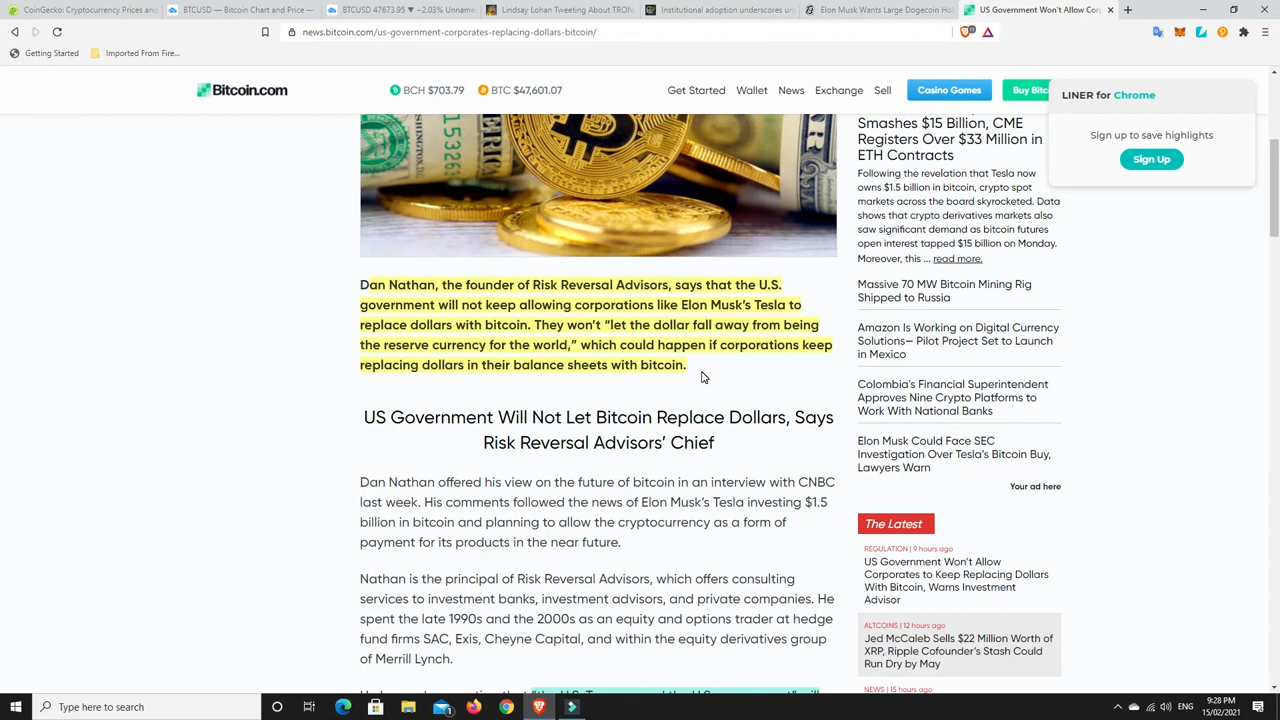 CoinGecko: Cryptocurrency Prices and
BTCUSD — Bitcoin Chart and Price —
BTCUSD 47673.95 ▼ −2.03% Unname
Lindsay Lohan Tweeting About TRON
Institutional adoption underst
Elon Musk Wants Large Dogecoin Ho
US Government Won't Allow Cor
news.bitcoin.com/us-government-corporates-replacing-dollars-bitcoin/
Getting Started
Imported From Fire...
Bitcoin.com
BCH $703.79
BTC $47,601.07
Get Started
Wallet
News
Exchange
Sell
Casino Games
Buy Bitc
LINER for Chrome
Sign up to save highlights
Sign Up
Dan Nathan, the founder of Risk Reversal Advisors, says that the U.S.
government will not keep allowing corporations like Elon Musk's Tesla to
replace dollars with bitcoin. They won't “let the dollar fall away from being
the reserve currency for the world,” which could happen if corporations keep
replacing dollars in their balance sheets with bitcoin.
US Government Will Not Let Bitcoin Replace Dollars, Says
Risk Reversal Advisors' Chief
Dan Nathan offered his view on the future of bitcoin in an interview with CNBC
last week. His comments followed the news of Elon Musk's Tesla investing $1.5
billion in bitcoin and planning to allow the cryptocurrency as a form of
payment for its products in the near future.
Nathan is the principal of Risk Reversal Advisors, which offers consulting
services to investment banks, investment advisors, and private companies. He
spent the late 1990s and the 2000s as an equity and options trader at hedge
fund firms SAC, Exis, Cheyne Capital, and within the equity derivatives group
of Merrill Lynch.
Smashes $15 Billion, CME
Registers Over $33 Million in
ETH Contracts
Following the revelation that Tesla now
owns $1.5 billion in bitcoin, crypto spot
markets across the board skyrocketed. Data
shows that crypto derivatives markets also
saw significant demand as bitcoin futures
open interest tapped $15 billion on Monday.
Moreover, this ... read more.
Massive 70 MW Bitcoin Mining Rig
Shipped to Russia
Amazon Is Working on Digital Currency
Solutions— Pilot Project Set to Launch
in Mexico
Colombia's Financial Superintendent
Approves Nine Crypto Platforms to
Work With National Banks
Elon Musk Could Face SEC
Investigation Over Tesla's Bitcoin Buy,
Lawyers Warn
Your ad here
The Latest
REGULATION | 9 hours ago
US Government Won't Allow
Corporates to Keep Replacing Dollars
With Bitcoin, Warns Investment
Advisor
ALTCOINS | 12 hours ago
Jed McCaleb Sells $22 Million Worth of
XRP, Ripple Cofounder's Stash Could
Run Dry by May
NEWS | 15 hours ago
Type here to search
ENG
9:28 PM
15/02/2021